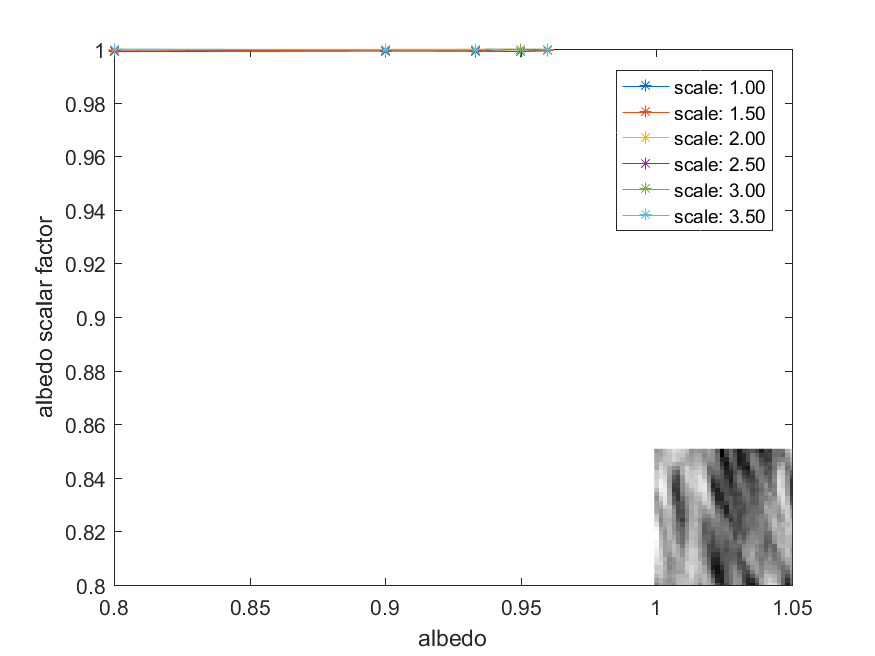 1
0.98
0.96
0.94
0.92
0.9
0.88
0.86
0.84
0.82
0.8
albedo scalar factor
scale: 1.00
scale: 1.50
scale: 2.00
scale: 2.50
scale: 3.00
scale: 3.50
0.8 0.85 0.9 0.95 1 1.05
albedo